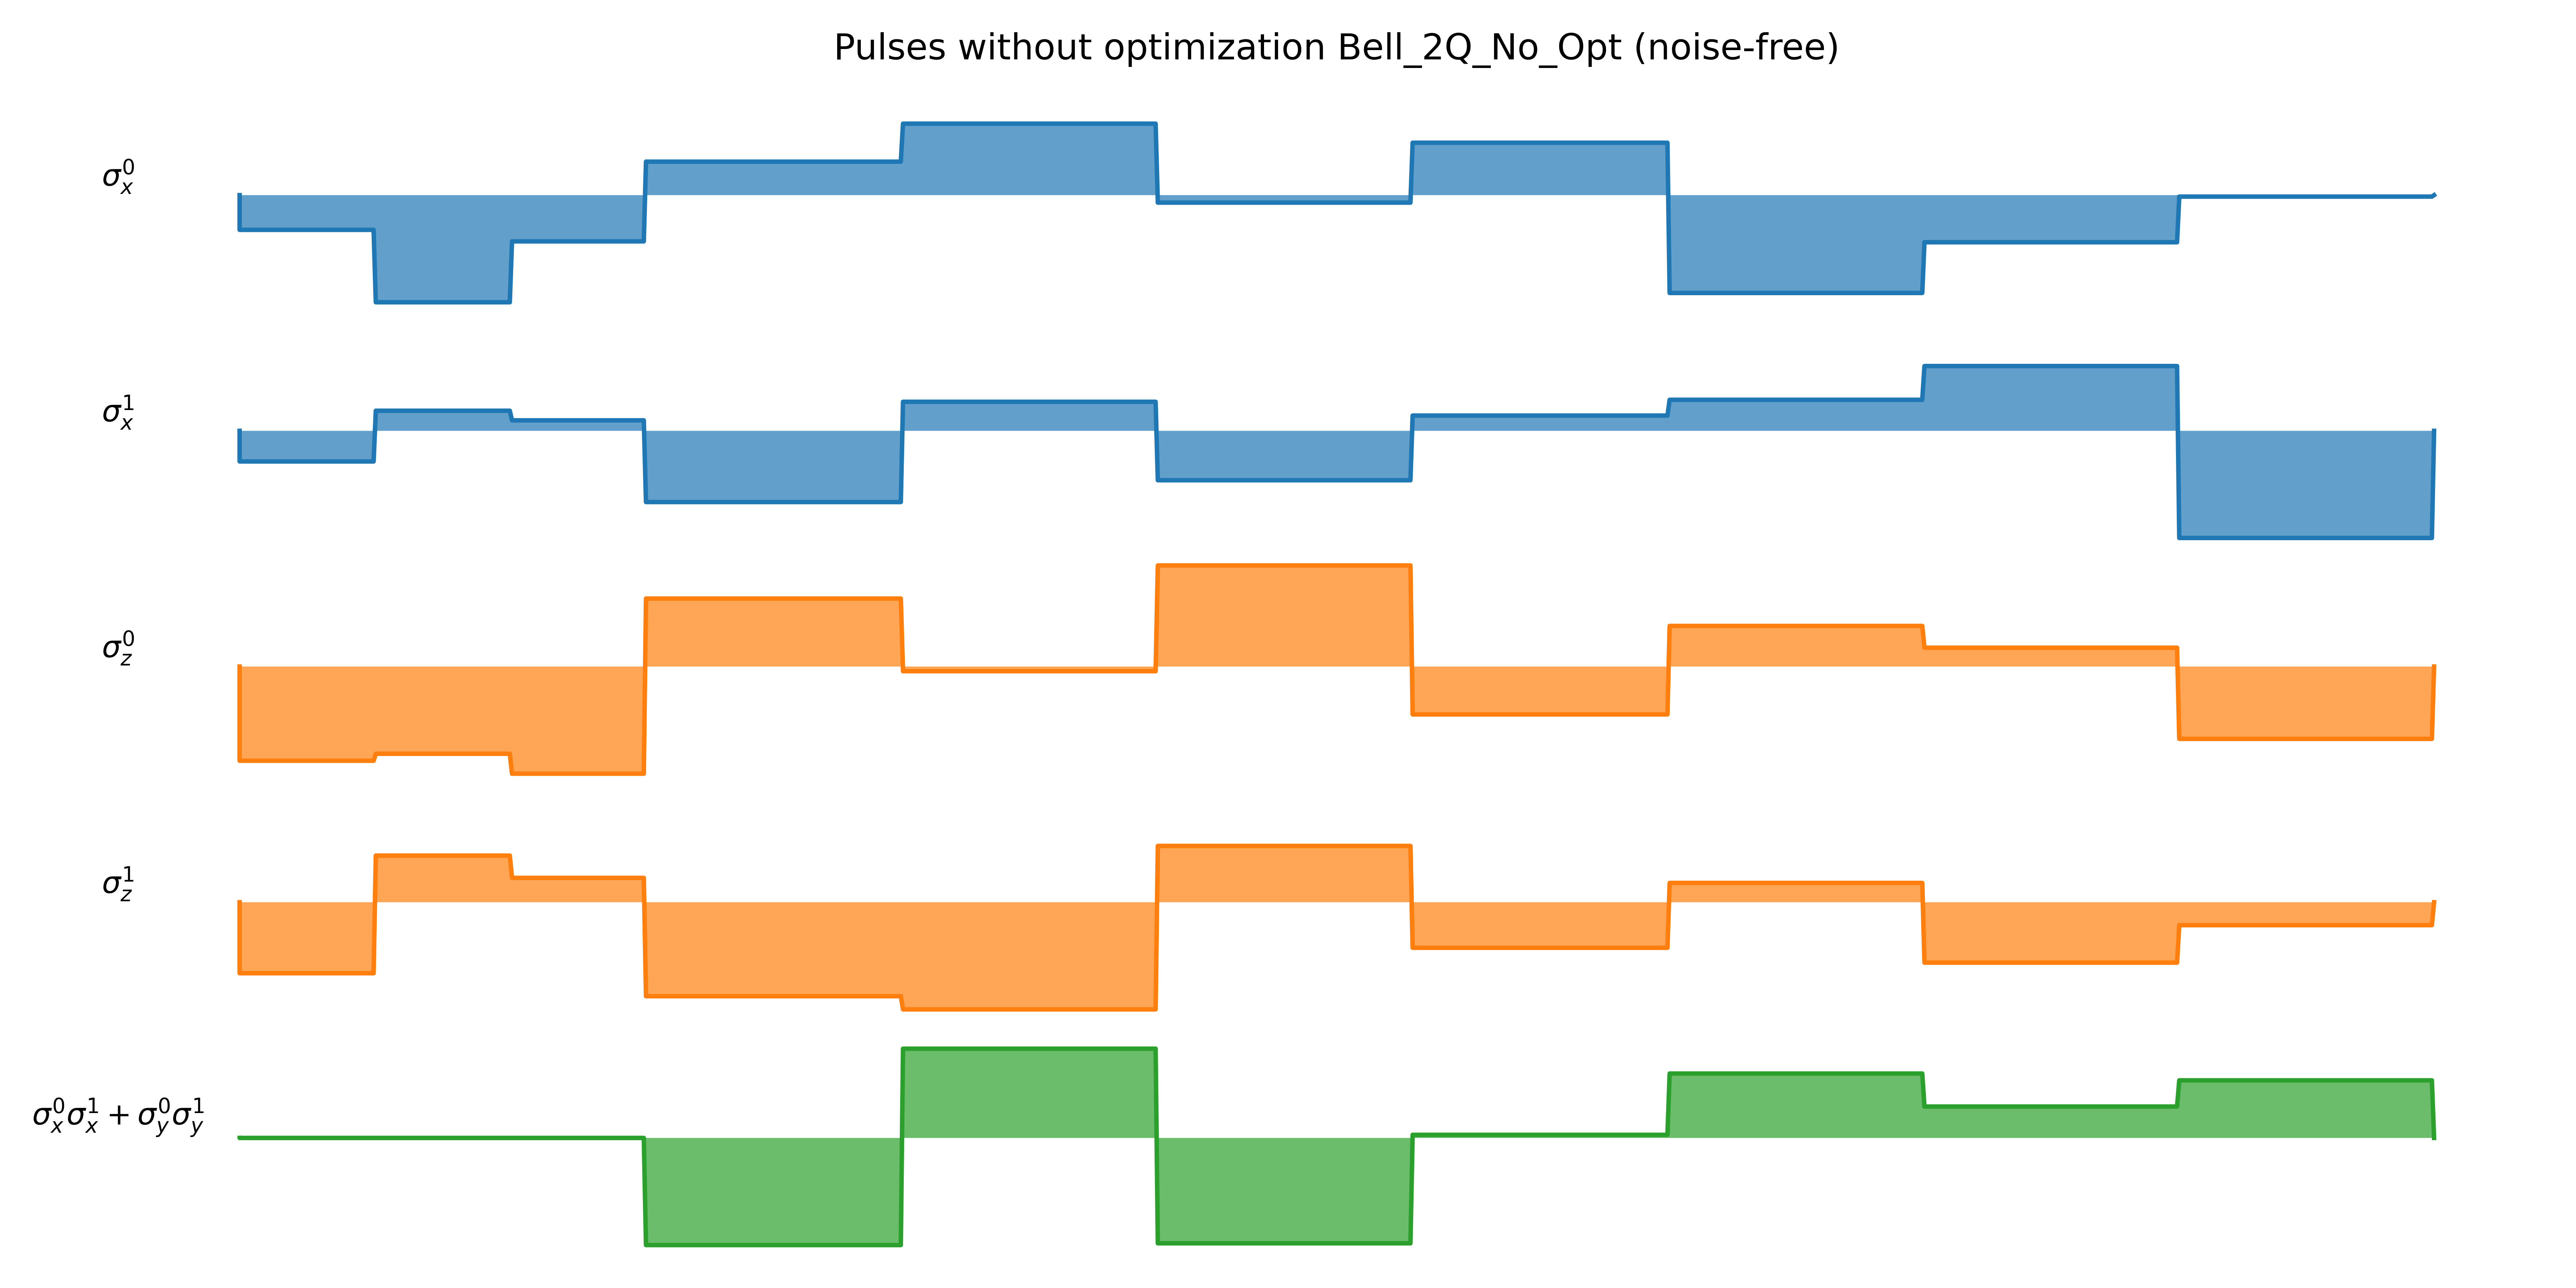 Pulses without optimization Bell_2Q_No_Opt (noise-free)
σ_x^0
σ_x^1
σ_z^0
σ_z^1
σ_x^0σ_x^1 + σ_y^0σ_y^1